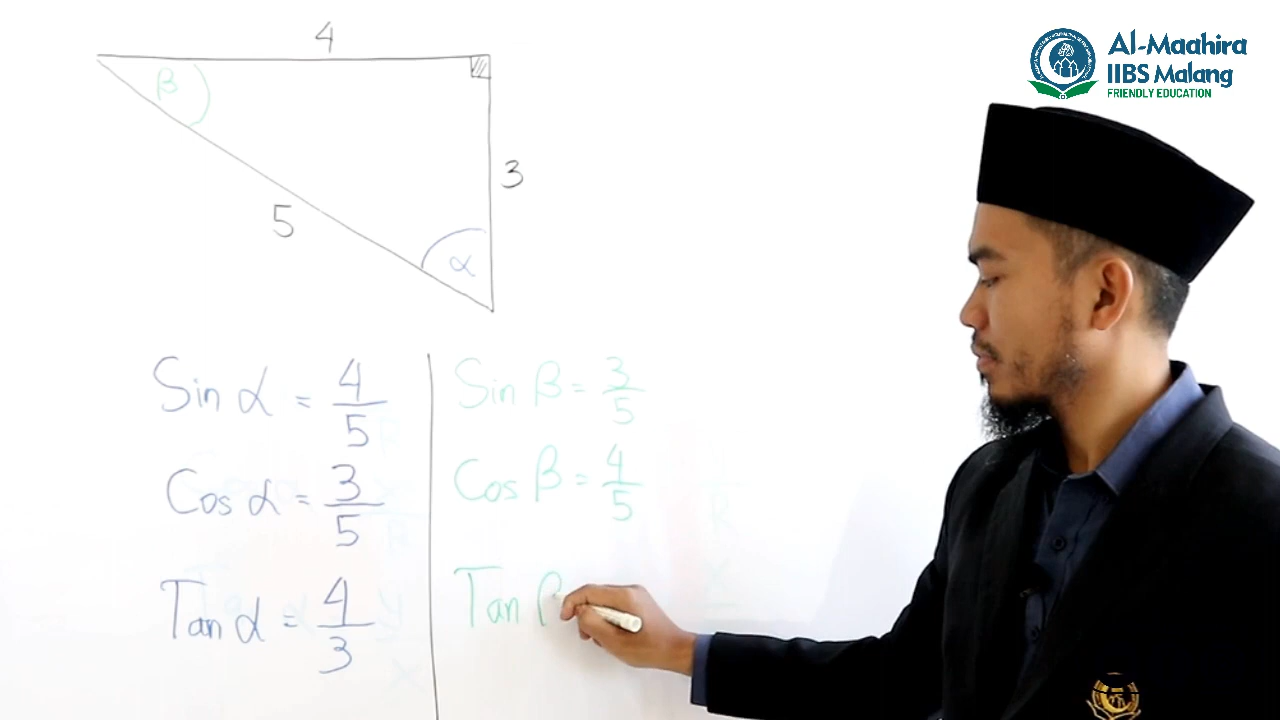 4
Al-Maahira
IIBS Malang
FRIENDLY EDUCATION
β
3
5
α
Sin α = 4/5
Sin β = 3/5
Cos α = 3/5
Cos β = 4/5
Tan α = 4/3
Tan β